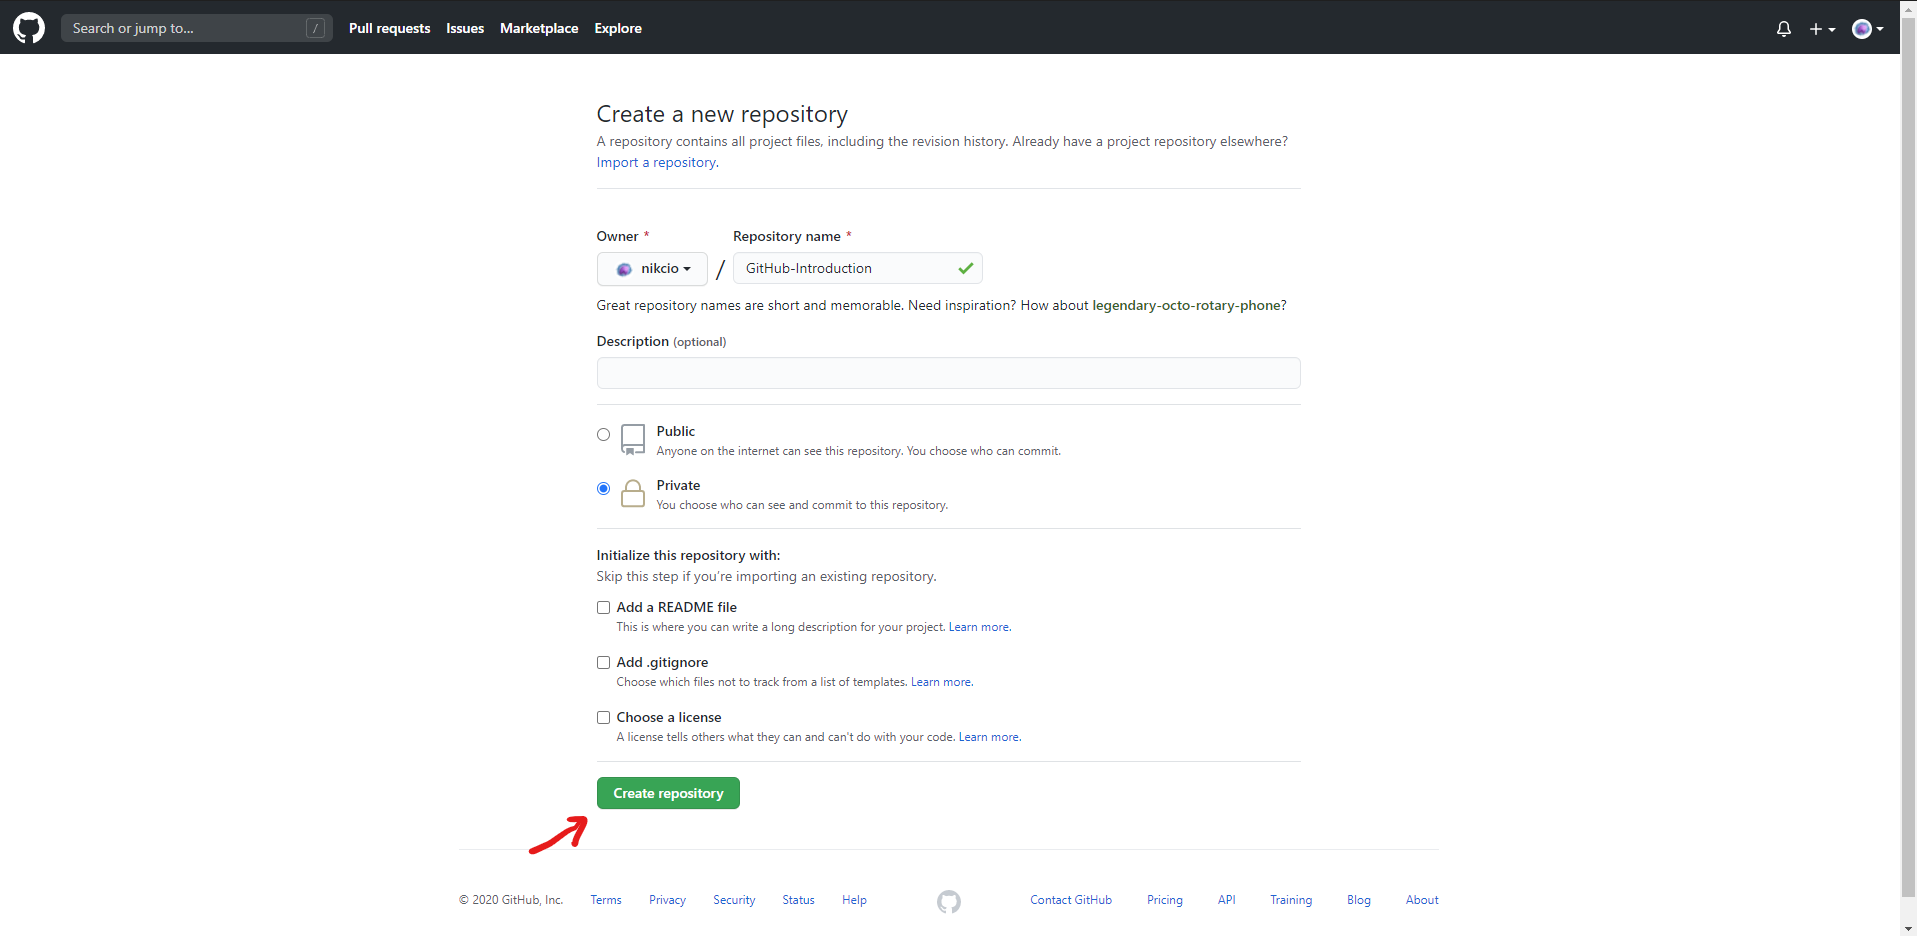 Search or jump to... /
Pull requests Issues Marketplace Explore
Create a new repository
A repository contains all project files, including the revision history. Already have a project repository elsewhere?
Import a repository.
Owner * Repository name *
nikcio / GitHub-Introduction
Great repository names are short and memorable. Need inspiration? How about legendary-octo-rotary-phone?
Description (optional)
Public
Anyone on the internet can see this repository. You choose who can commit.
Private
You choose who can see and commit to this repository.
Initialize this repository with:
Skip this step if you're importing an existing repository.
Add a README file
This is where you can write a long description for your project. Learn more.
Add .gitignore
Choose which files not to track from a list of templates. Learn more.
Choose a license
A license tells others what they can and can't do with your code. Learn more.
Create repository
© 2020 GitHub, Inc. Terms Privacy Security Status Help Contact GitHub Pricing API Training Blog About